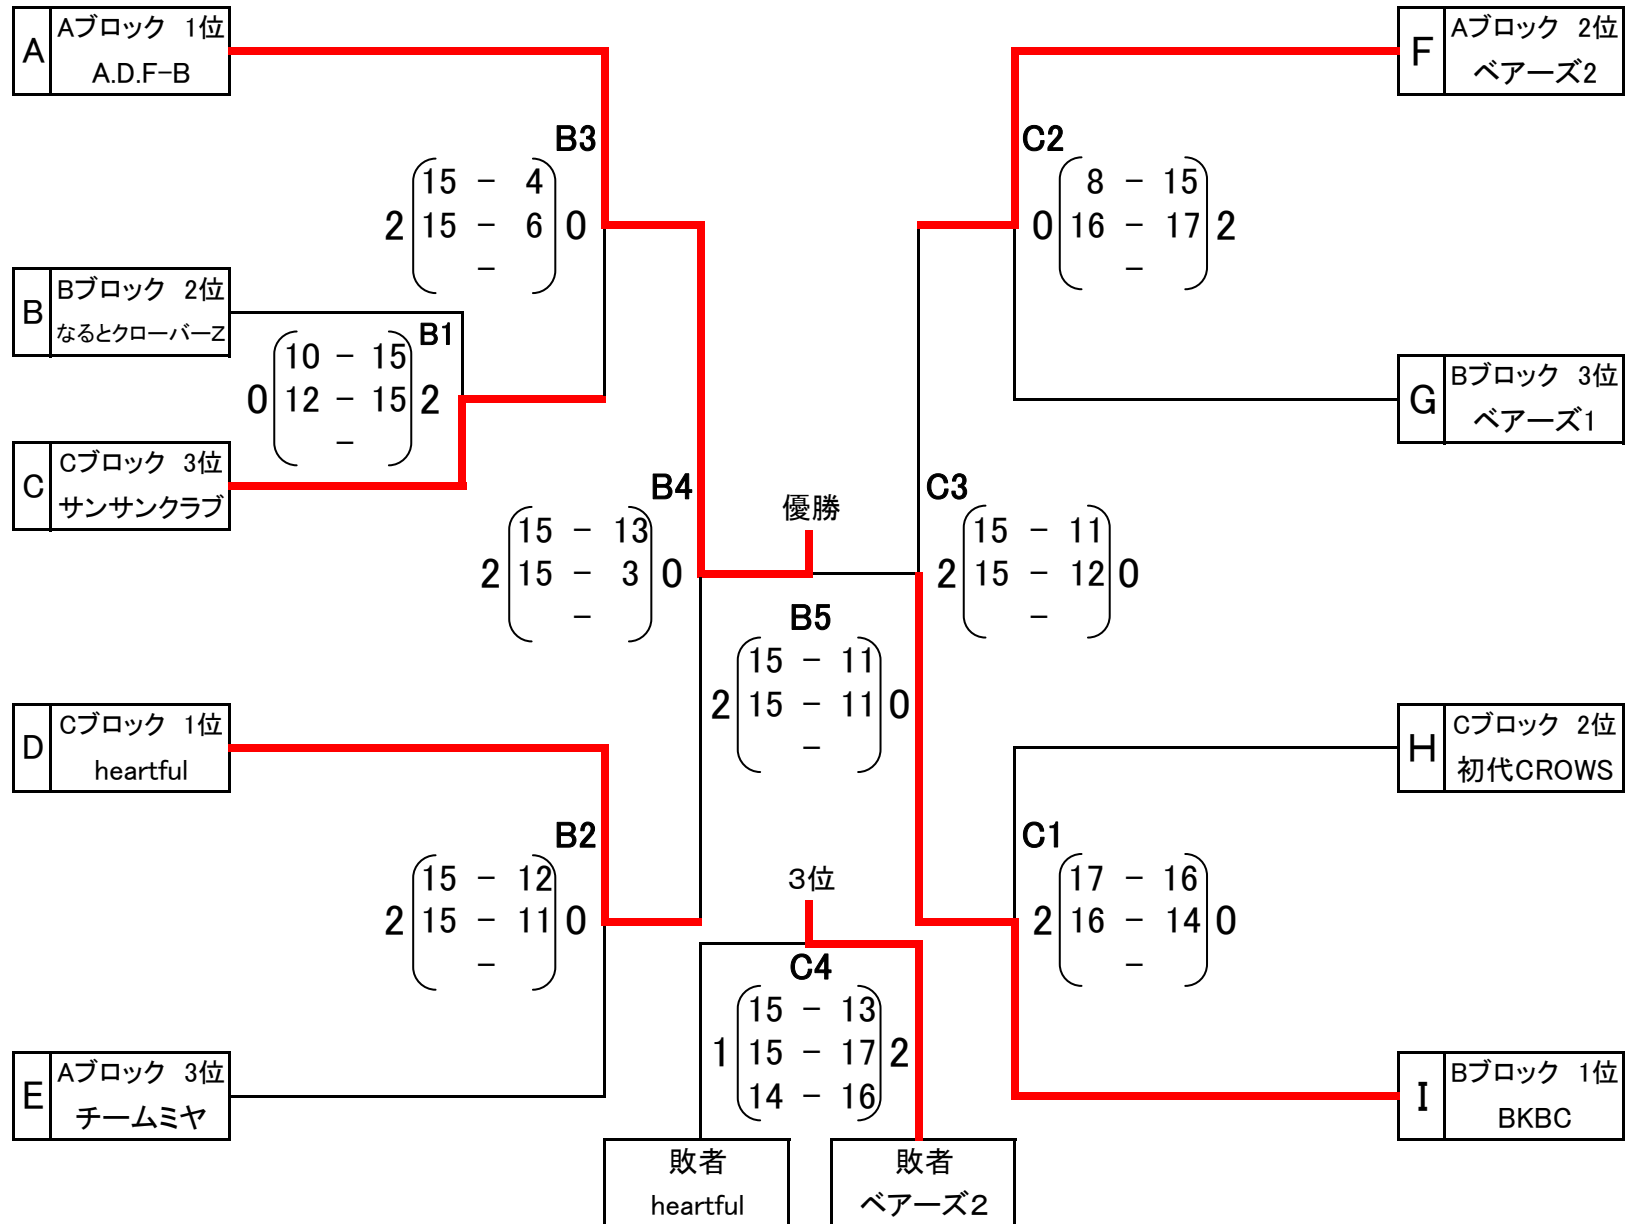 A
Aブロック 1位
A.D.F-B
B
Bブロック 2位
なるとクローバーZ
C
Cブロック 3位
サンサンクラブ
D
Cブロック 1位
heartful
E
Aブロック 3位
チームミヤ
F
Aブロック 2位
ベアーズ2
G
Bブロック 3位
ベアーズ1
H
Cブロック 2位
初代CROWS
I
Bブロック 1位
BKBC
B3
15 - 4
2 15 - 6 0
-
B1
10 - 15
0 12 - 15 2
-
B4
15 - 13
2 15 - 3 0
-
B2
15 - 12
2 15 - 11 0
-
優勝
B5
15 - 11
2 15 - 11 0
-
C2
8 - 15
0 16 - 17 2
-
C3
15 - 11
2 15 - 12 0
-
C1
17 - 16
2 16 - 14 0
-
3位
C4
15 - 13
1 15 - 17 2
14 - 16
敗者
heartful
敗者
ベアーズ２